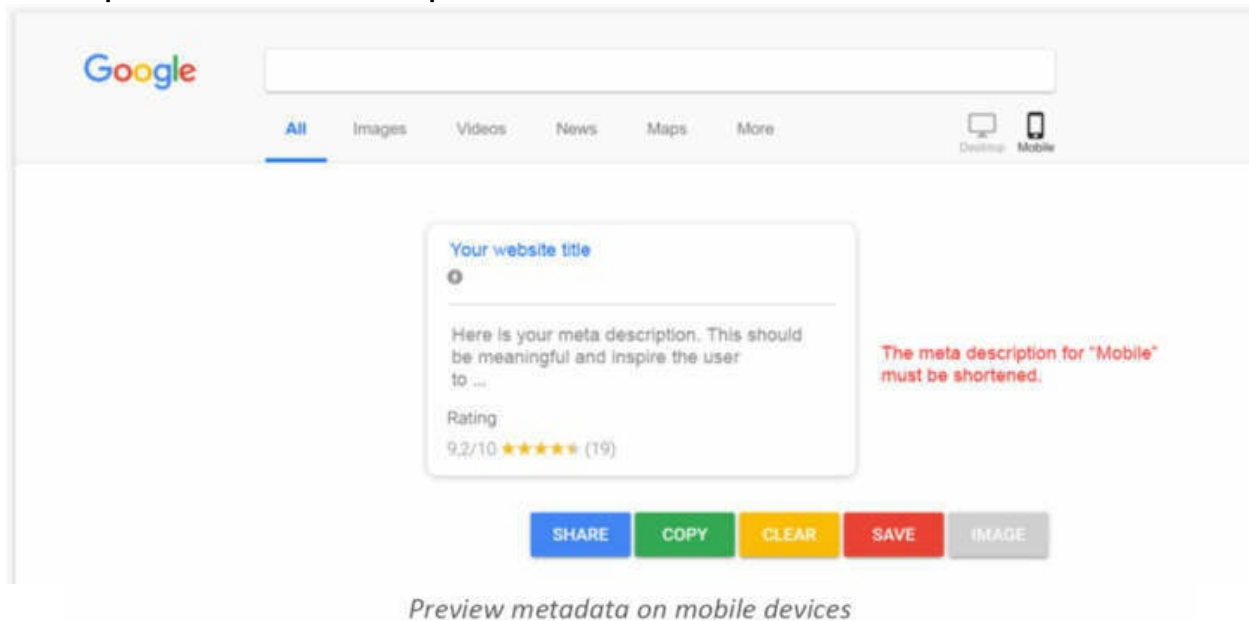 Google
All Images Videos News Maps More
Desktop Mobile
Your website title
Here is your meta description. This should
be meaningful and inspire the user
to ...
The meta description for "Mobile"
must be shortened.
Rating
9,2/10 ★★★★★ (19)
SHARE COPY CLEAR SAVE IMAGE
Preview metadata on mobile devices